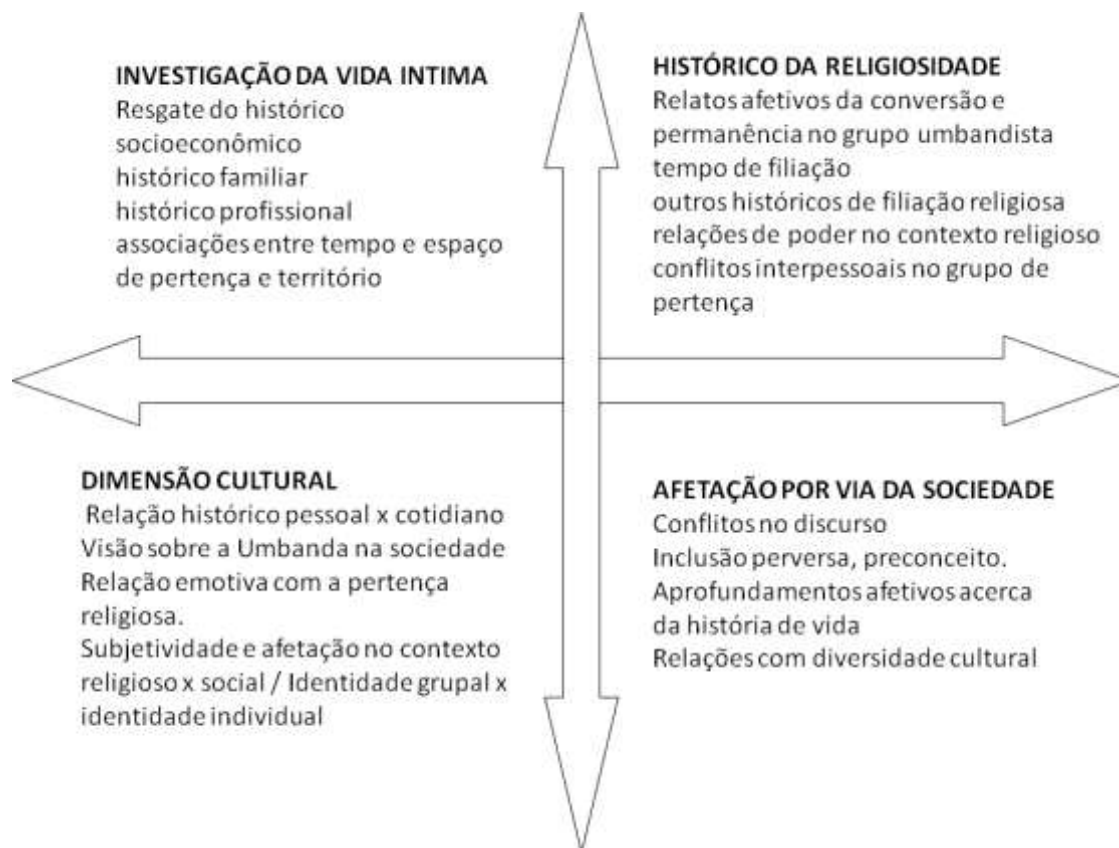 INVESTIGAÇÃO DA VIDA INTIMA
Resgate do histórico
socioeconômico
histórico familiar
histórico profissional
associações entre tempo e espaço
de pertença e território
HISTÓRICO DA RELIGIOSIDADE
Relatos afetivos da conversão e
permanência no grupo umbandista
tempo de filiação
outros históricos de filiação religiosa
relações de poder no contexto religioso
conflitos interpessoais no grupo de
pertença
DIMENSÃO CULTURAL
Relação histórico pessoal x cotidiano
Visão sobre a Umbanda na sociedade
Relação emotiva com a pertença
religiosa.
Subjetividade e afetação no contexto
religioso x social / Identidade grupal x
identidade individual
AFETAÇÃO POR VIA DA SOCIEDADE
Conflitos no discurso
Inclusão perversa, preconceito.
Aprofundamentos afetivos acerca
da história de vida
Relações com diversidade cultural